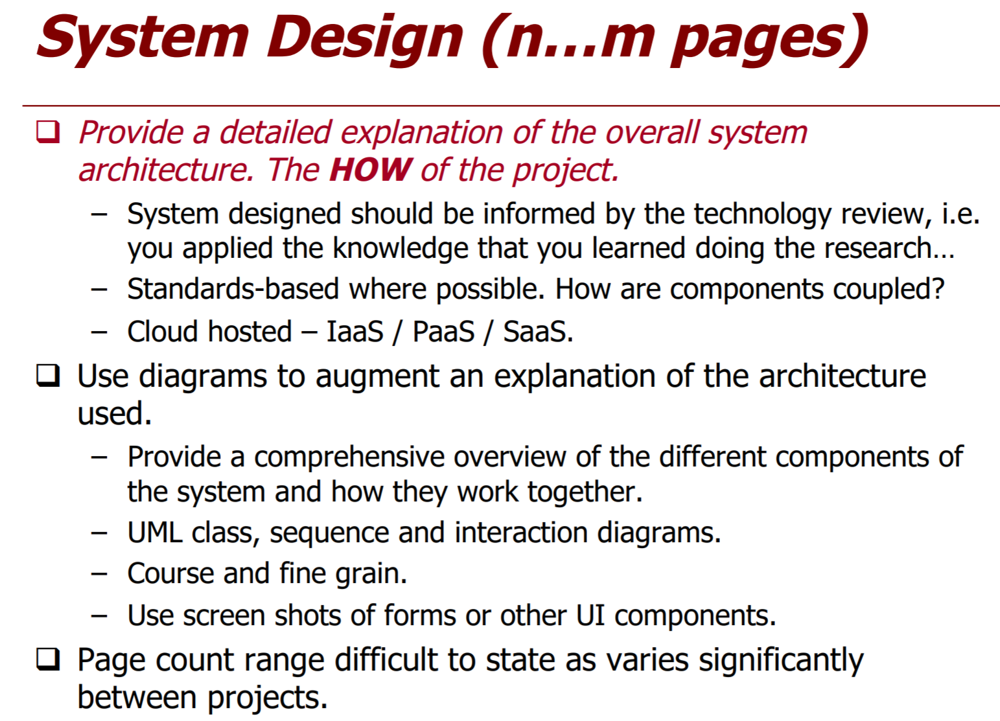 System Design (n…m pages)
❑ Provide a detailed explanation of the overall system
architecture. The HOW of the project.
– System designed should be informed by the technology review, i.e.
you applied the knowledge that you learned doing the research…
– Standards-based where possible. How are components coupled?
– Cloud hosted – IaaS / PaaS / SaaS.
❑ Use diagrams to augment an explanation of the architecture
used.
– Provide a comprehensive overview of the different components of
the system and how they work together.
– UML class, sequence and interaction diagrams.
– Course and fine grain.
– Use screen shots of forms or other UI components.
❑ Page count range difficult to state as varies significantly
between projects.